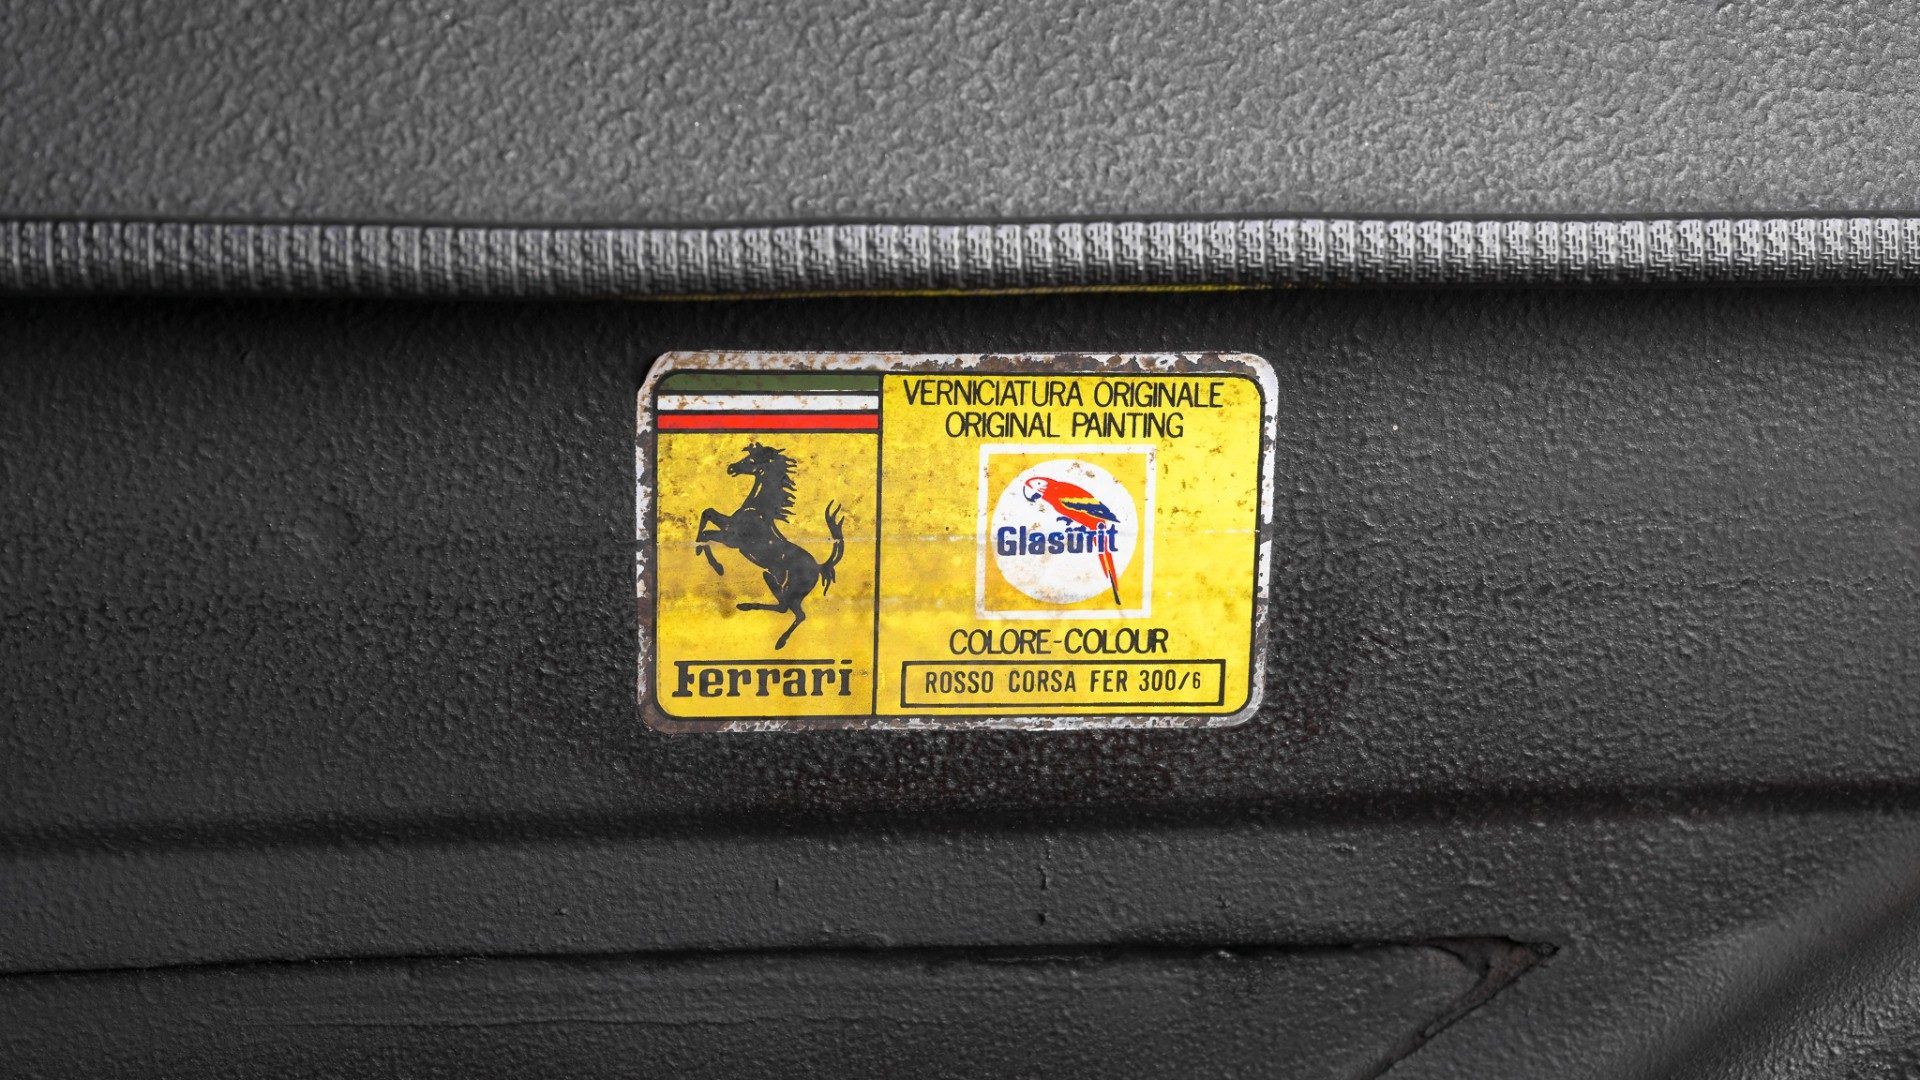 VERNICIATURA ORIGINALE
ORIGINAL PAINTING
Glasurit
COLORE-COLOUR
ROSSO CORSA FER 300/6
Ferrari